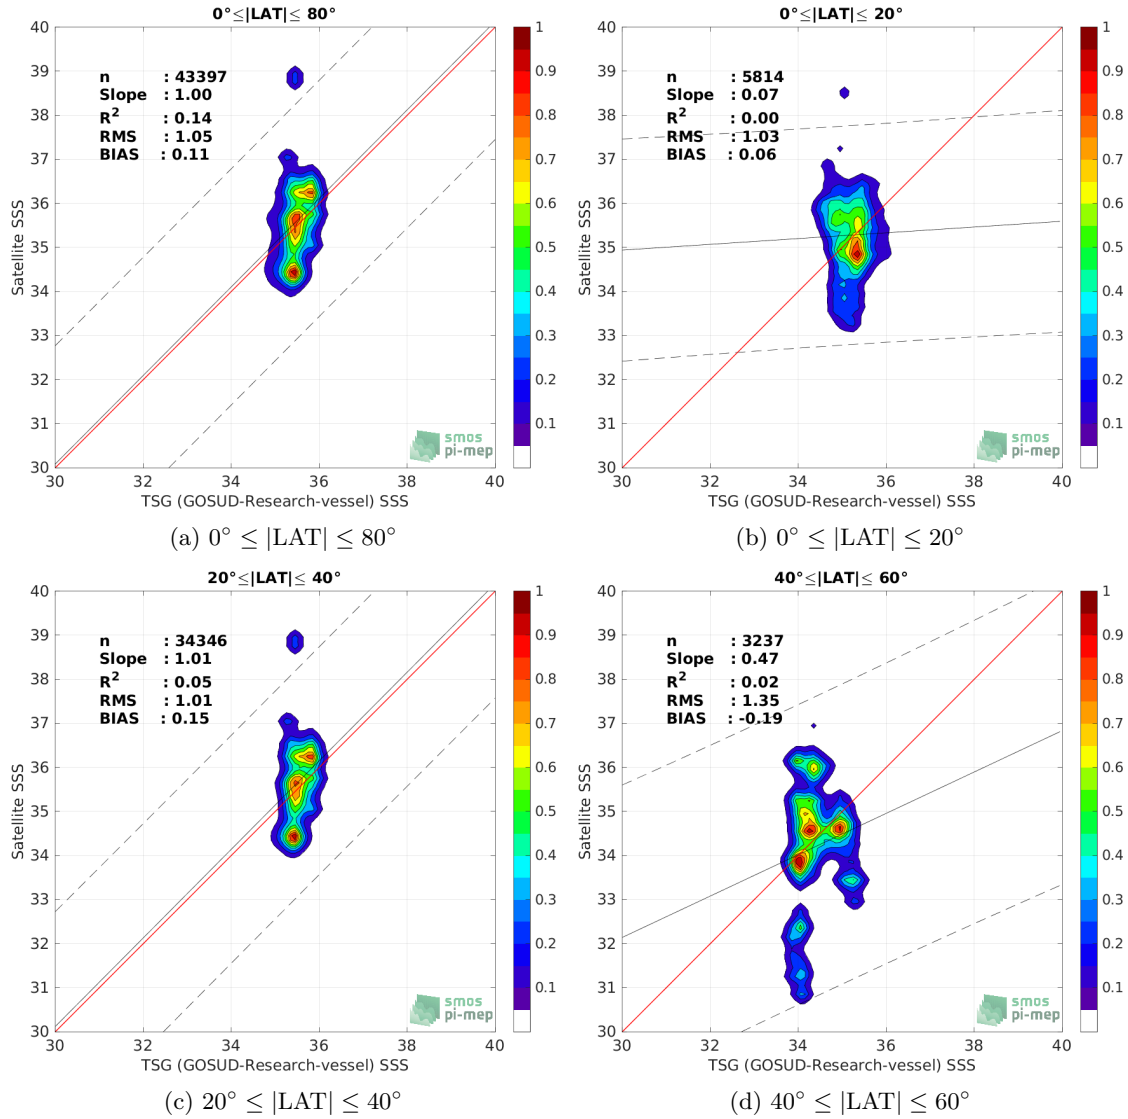 0°≤|LAT|≤ 80°
n : 43397
Slope : 1.00
R² : 0.14
RMS : 1.05
BIAS : 0.11
40
39
38
37
36
35
34
33
32
31
30
Satellite SSS
30 32 34 36 38 40
TSG (GOSUD-Research-vessel) SSS
smos
pi-mep
1
0.9
0.8
0.7
0.6
0.5
0.4
0.3
0.2
0.1
(a) 0° ≤ |LAT| ≤ 80°
0°≤|LAT|≤ 20°
n : 5814
Slope : 0.07
R² : 0.00
RMS : 1.03
BIAS : 0.06
40
39
38
37
36
35
34
33
32
31
30
Satellite SSS
30 32 34 36 38 40
TSG (GOSUD-Research-vessel) SSS
smos
pi-mep
1
0.9
0.8
0.7
0.6
0.5
0.4
0.3
0.2
0.1
(b) 0° ≤ |LAT| ≤ 20°
20°≤|LAT|≤ 40°
n : 34346
Slope : 1.01
R² : 0.05
RMS : 1.01
BIAS : 0.15
40
39
38
37
36
35
34
33
32
31
30
Satellite SSS
30 32 34 36 38 40
TSG (GOSUD-Research-vessel) SSS
smos
pi-mep
1
0.9
0.8
0.7
0.6
0.5
0.4
0.3
0.2
0.1
(c) 20° ≤ |LAT| ≤ 40°
40°≤|LAT|≤ 60°
n : 3237
Slope : 0.47
R² : 0.02
RMS : 1.35
BIAS : -0.19
40
39
38
37
36
35
34
33
32
31
30
Satellite SSS
30 32 34 36 38 40
TSG (GOSUD-Research-vessel) SSS
smos
pi-mep
1
0.9
0.8
0.7
0.6
0.5
0.4
0.3
0.2
0.1
(d) 40° ≤ |LAT| ≤ 60°